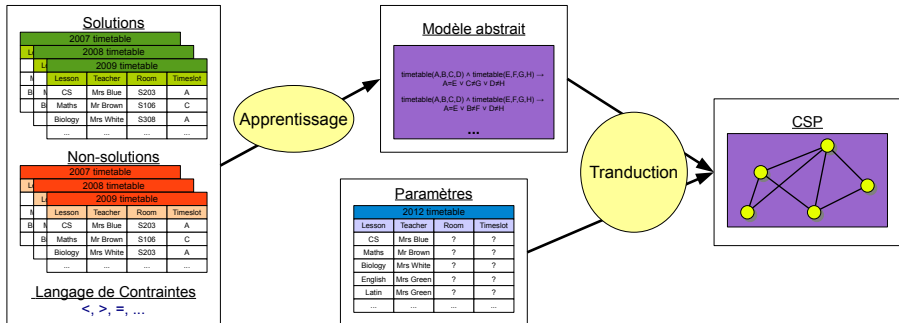 Solutions
2007 timetable
2008 timetable
2009 timetable
Lesson Teacher Room Timeslot
CS Mrs Blue S203 A
Maths Mr Brown S106 C
Biology Mrs White S308 A
... ... ... ...
Non-solutions
2007 timetable
2008 timetable
2009 timetable
Lesson Teacher Room Timeslot
CS Mrs Blue S203 A
Maths Mr Brown S106 C
Biology Mrs White S203 A
... ... ... ...
Langage de Contraintes
<, >, =, ...
Apprentissage
Modèle abstrait
timetable(A,B,C,D) ∧ timetable(E,F,G,H) →
A=E ∨ C≠G ∨ D≠H
timetable(A,B,C,D) ∧ timetable(E,F,G,H) →
A=E ∨ B≠F ∨ D≠H
...
Paramètres
2012 timetable
Lesson Teacher Room Timeslot
CS Mrs Blue ? ?
Maths Mr Brown ? ?
Biology Mrs White ? ?
English Mrs Green ? ?
Latin Mrs Green ? ?
... ... ... ...
Tranduction
CSP